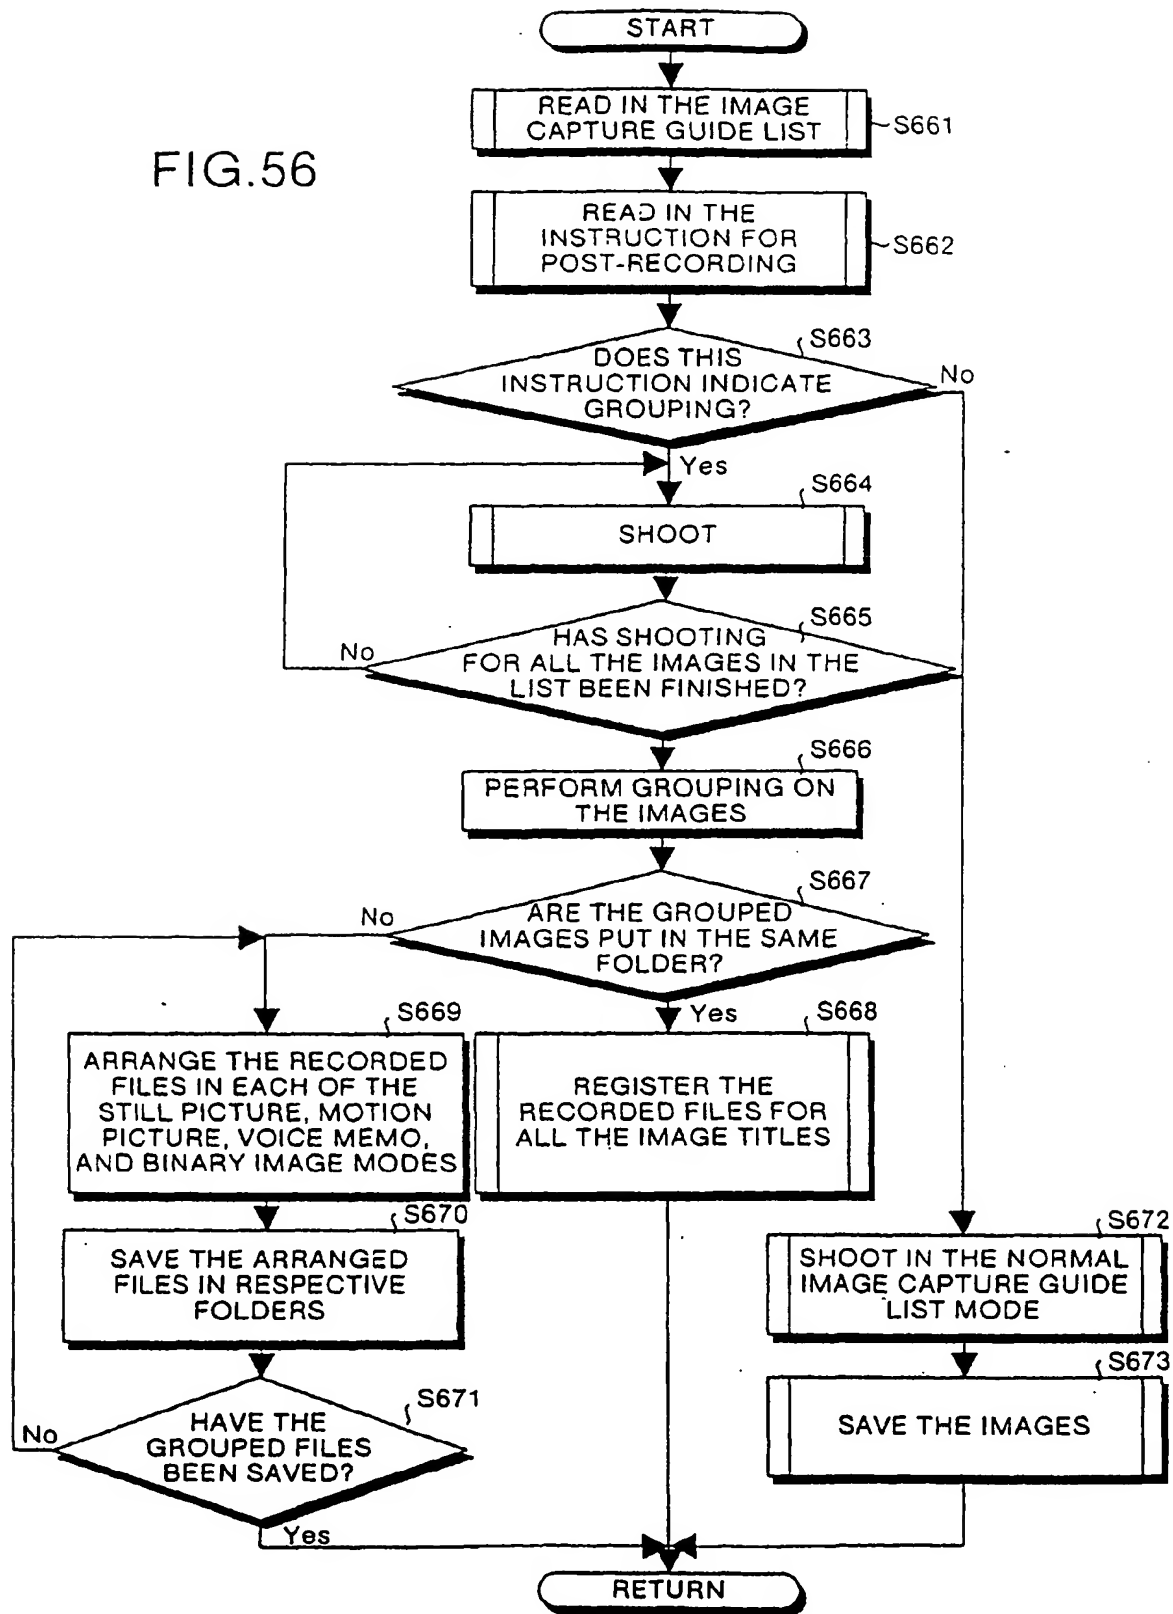 START
READ IN THE IMAGE
CAPTURE GUIDE LIST
S661
FIG.56
READ IN THE
INSTRUCTION FOR
POST-RECORDING
S662
S663
DOES THIS
INSTRUCTION INDICATE
GROUPING?
No
Yes
S664
SHOOT
S665
HAS SHOOTING
FOR ALL THE IMAGES IN THE
LIST BEEN FINISHED?
No
S666
PERFORM GROUPING ON
THE IMAGES
S667
ARE THE GROUPED
IMAGES PUT IN THE SAME
FOLDER?
No
Yes
S669
ARRANGE THE RECORDED
FILES IN EACH OF THE
STILL PICTURE, MOTION
PICTURE, VOICE MEMO,
AND BINARY IMAGE MODES
S668
REGISTER THE
RECORDED FILES FOR
ALL THE IMAGE TITLES
S670
SAVE THE ARRANGED
FILES IN RESPECTIVE
FOLDERS
S672
SHOOT IN THE NORMAL
IMAGE CAPTURE GUIDE
LIST MODE
S671
HAVE THE
GROUPED FILES
BEEN SAVED?
No
Yes
S673
SAVE THE IMAGES
RETURN